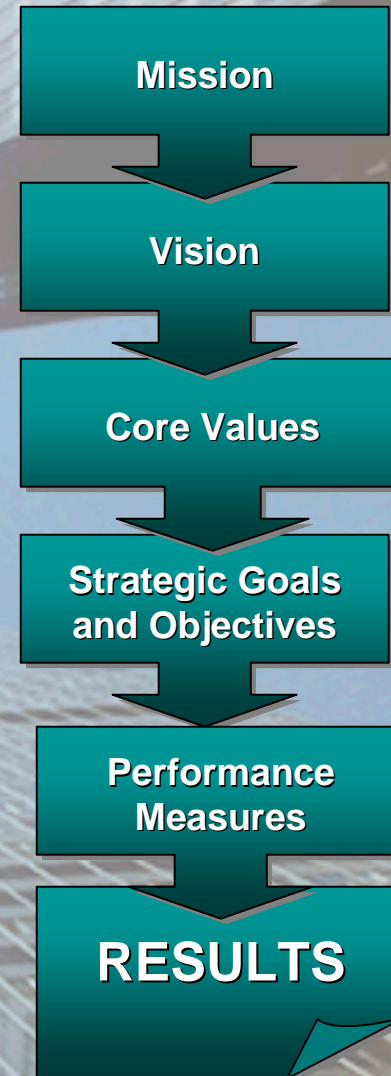 Mission
Vision
Core Values
Strategic Goals
and Objectives
Performance
Measures
RESULTS